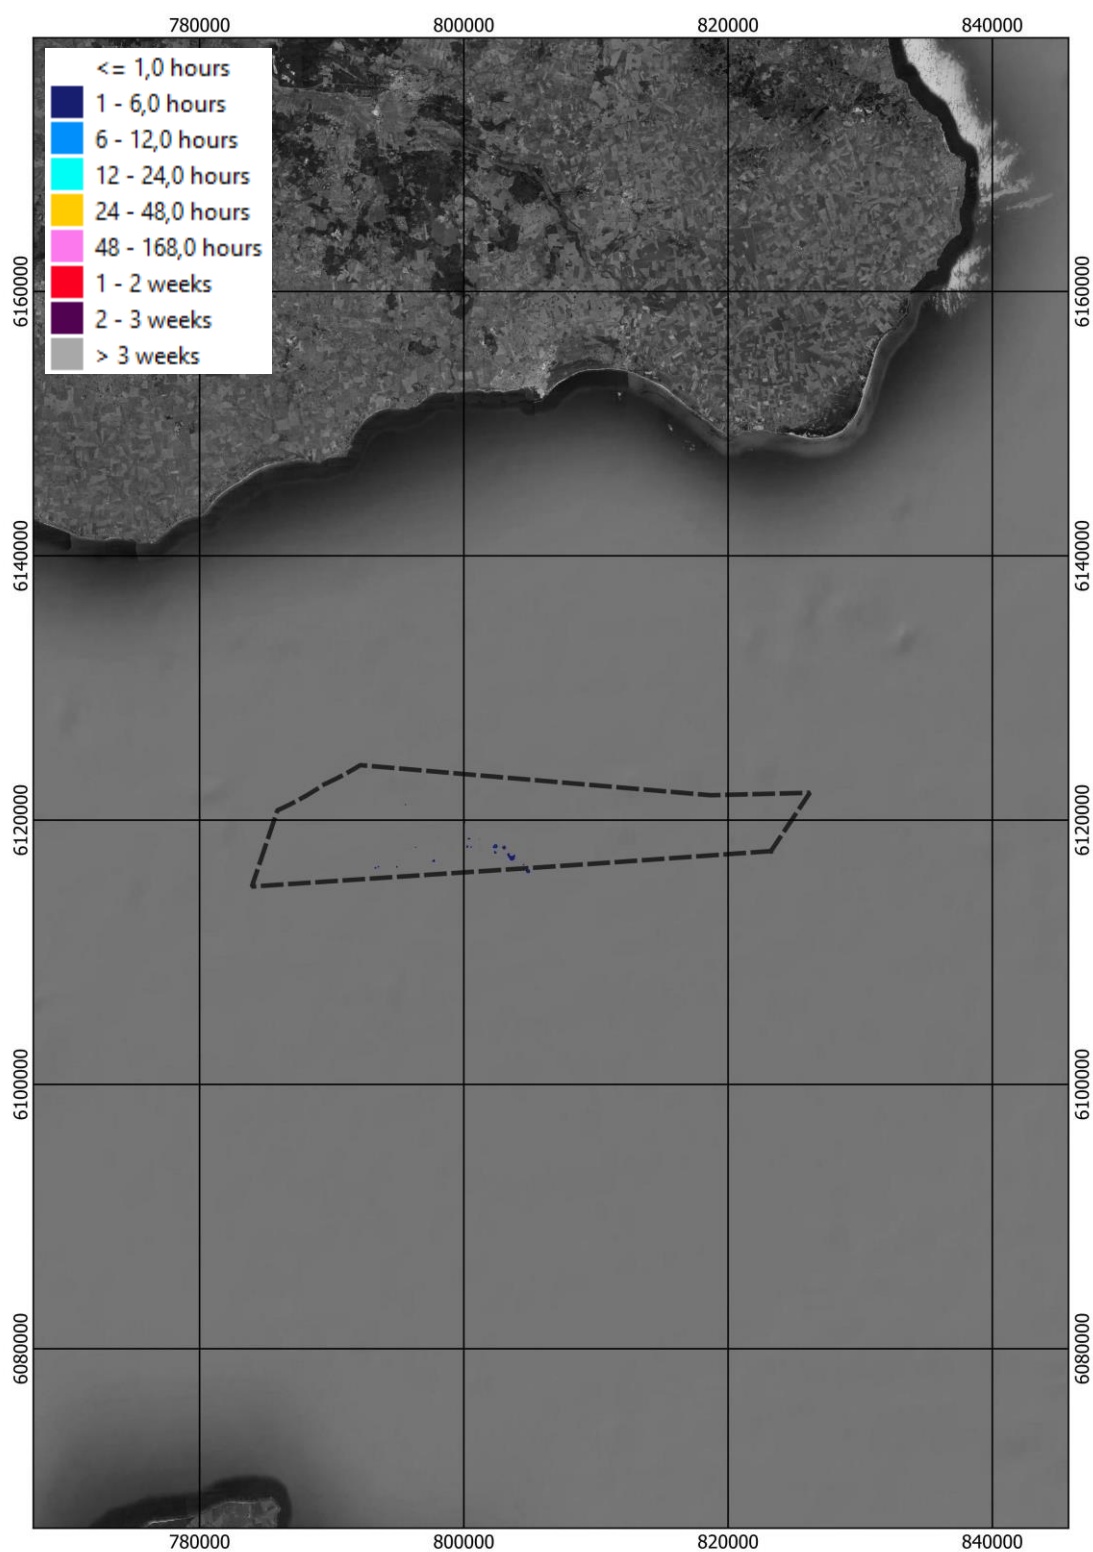 780000 800000 820000 840000
<= 1,0 hours
1 - 6,0 hours
6 - 12,0 hours
12 - 24,0 hours
24 - 48,0 hours
48 - 168,0 hours
1 - 2 weeks
2 - 3 weeks
> 3 weeks
6160000 6160000
6140000 6140000
6120000 6120000
6100000 6100000
6080000 6080000
780000 800000 820000 840000